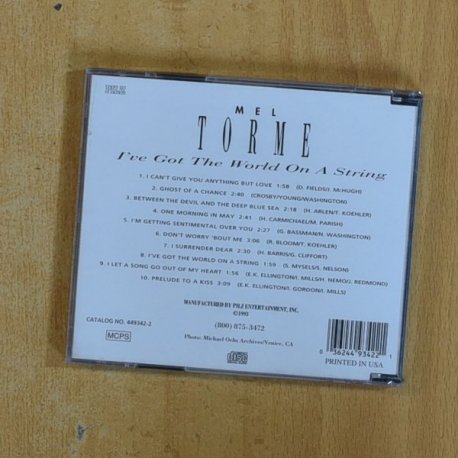 MEL
TORME
I've Got The World On A String
1. I CAN'T GIVE YOU ANYTHING BUT LOVE 1:58 (D. FIELDS/J. McHUGH)
2. GHOST OF A CHANCE 2:40 (CROSBY/YOUNG/WASHINGTON)
3. BETWEEN THE DEVIL AND THE DEEP BLUE SEA 2:18 (H. ARLEN/T. KOEHLER)
4. ONE MORNING IN MAY 2:41 (H. CARMICHAEL/M. PARISH)
5. I'M GETTING SENTIMENTAL OVER YOU 2:27 (G. BASSMAN/N. WASHINGTON)
6. DON'T WORRY 'BOUT ME 3:06 (R. BLOOM/T. KOEHLER)
7. I SURRENDER DEAR 2:30 (H. BARRIS/G. CLIFFORT)
8. I'VE GOT THE WORLD ON A STRING 1:59 (S. MYSELS/S. NELSON)
9. I LET A SONG GO OUT OF MY HEART 1:56 (E.K. ELLINGTON/J. MILLS/H. NEMO/J. REDMOND)
10. PRELUDE TO A KISS 3:09 (E.K. ELLINGTON/I. GORDON/I. MILLS)
MANUFACTURED BY PILZ ENTERTAINMENT, INC.
©1993
(800) 875-3472
Photo: Michael Ochs Archives/Venice, CA
CATALOG NO. 449342-2
MCPS
0 36244 93422 1
PRINTED IN USA